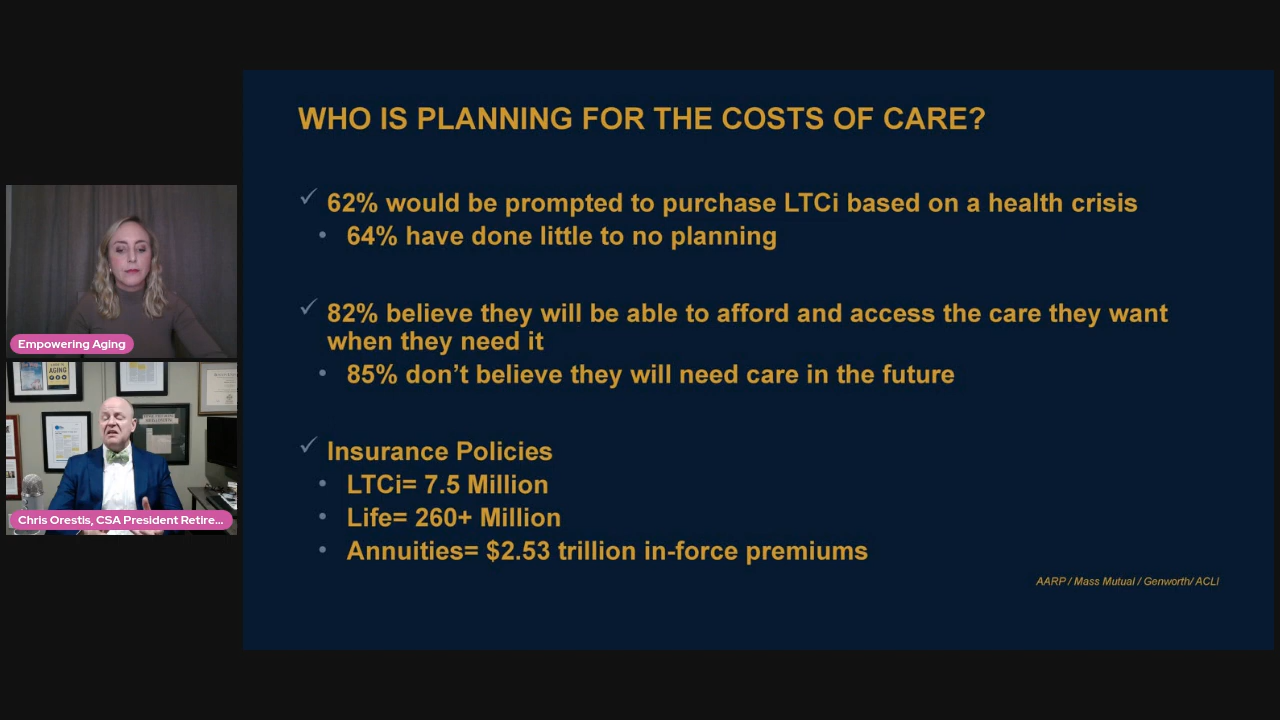 WHO IS PLANNING FOR THE COSTS OF CARE?
62% would be prompted to purchase LTCi based on a health crisis
64% have done little to no planning
82% believe they will be able to afford and access the care they want
when they need it
85% don't believe they will need care in the future
Insurance Policies
LTCi= 7.5 Million
Life= 260+ Million
Annuities= $2.53 trillion in-force premiums
AARP / Mass Mutual / Genworth/ ACLI
Empowering Aging
AGING
Chris Orestis, CSA President Retire...